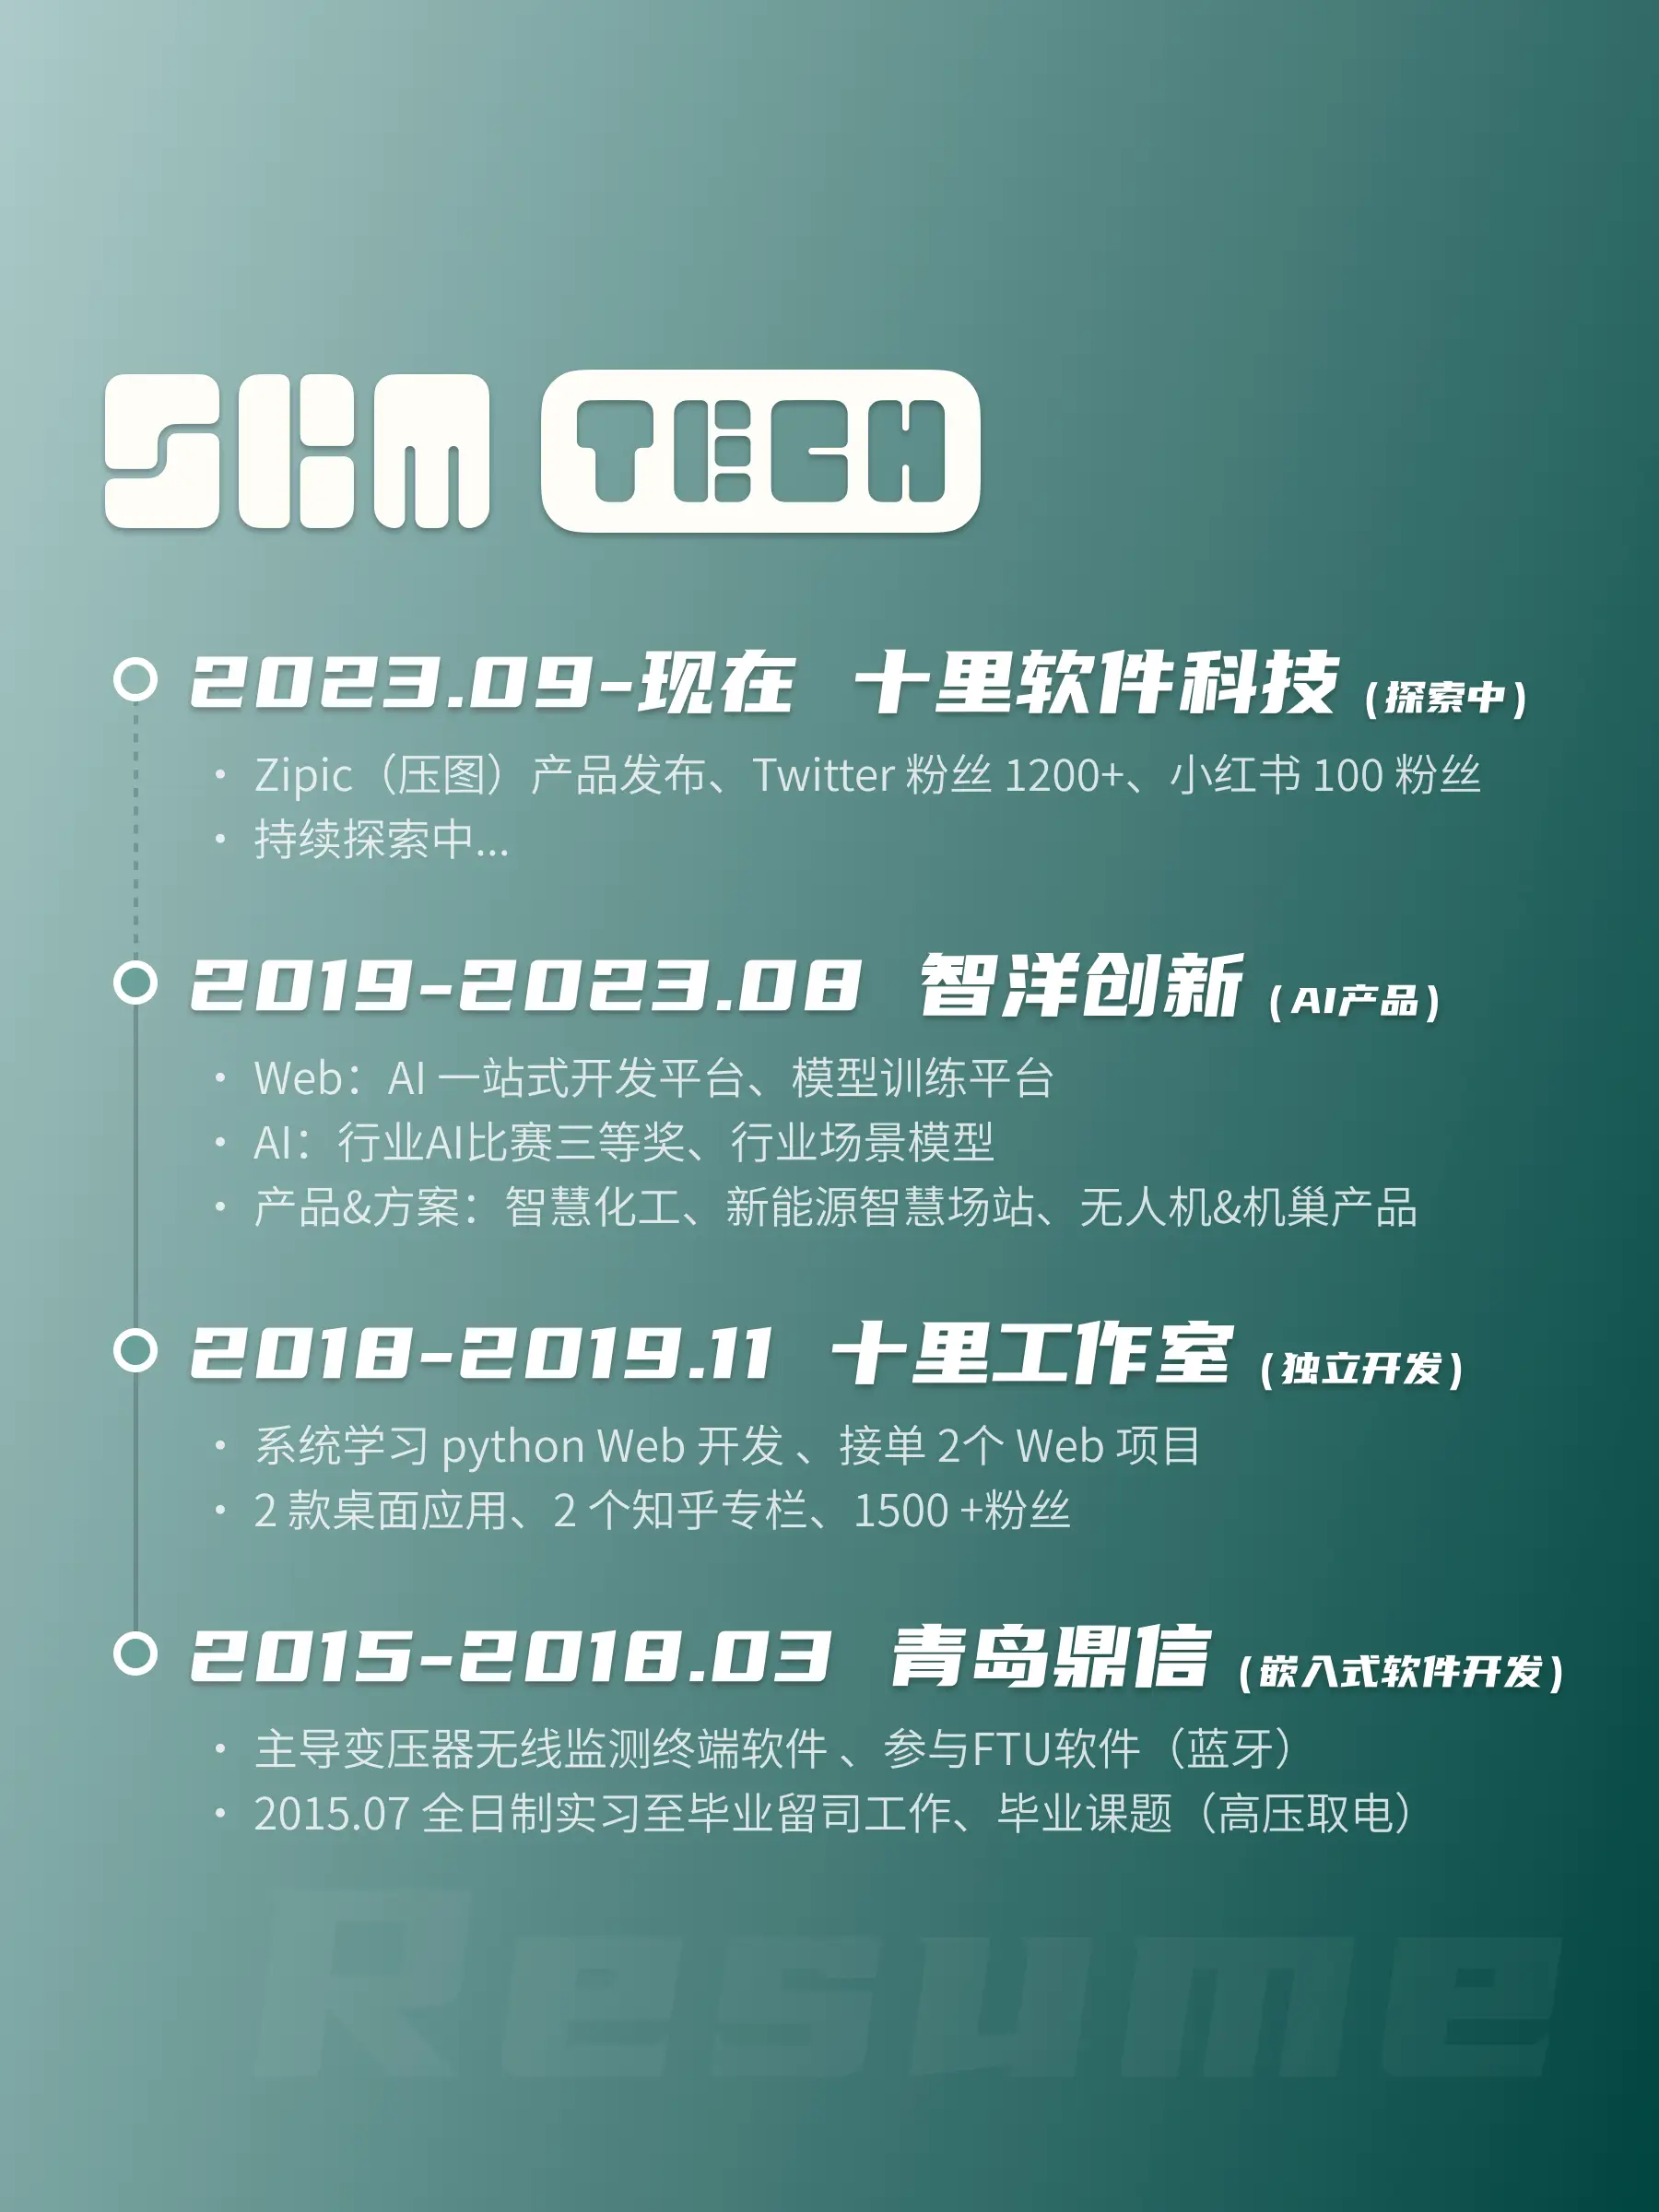 5KM TECH
2023.09-现在 十里软件科技 (探索中)
• Zipic（压图）产品发布、Twitter 粉丝 1200+、小红书 100 粉丝
• 持续探索中...
2019-2023.08 智洋创新 (AI产品)
• Web：AI 一站式开发平台、模型训练平台
• AI：行业AI比赛三等奖、行业场景模型
• 产品&方案：智慧化工、新能源智慧场站、无人机&机巢产品
2018-2019.11 十里工作室 (独立开发)
• 系统学习 python Web 开发 、接单 2个 Web 项目
• 2 款桌面应用、2 个知乎专栏、1500 +粉丝
2015-2018.03 青岛鼎信 (嵌入式软件开发)
• 主导变压器无线监测终端软件 、参与FTU软件（蓝牙）
• 2015.07 全日制实习至毕业留司工作、毕业课题（高压取电）
Resume